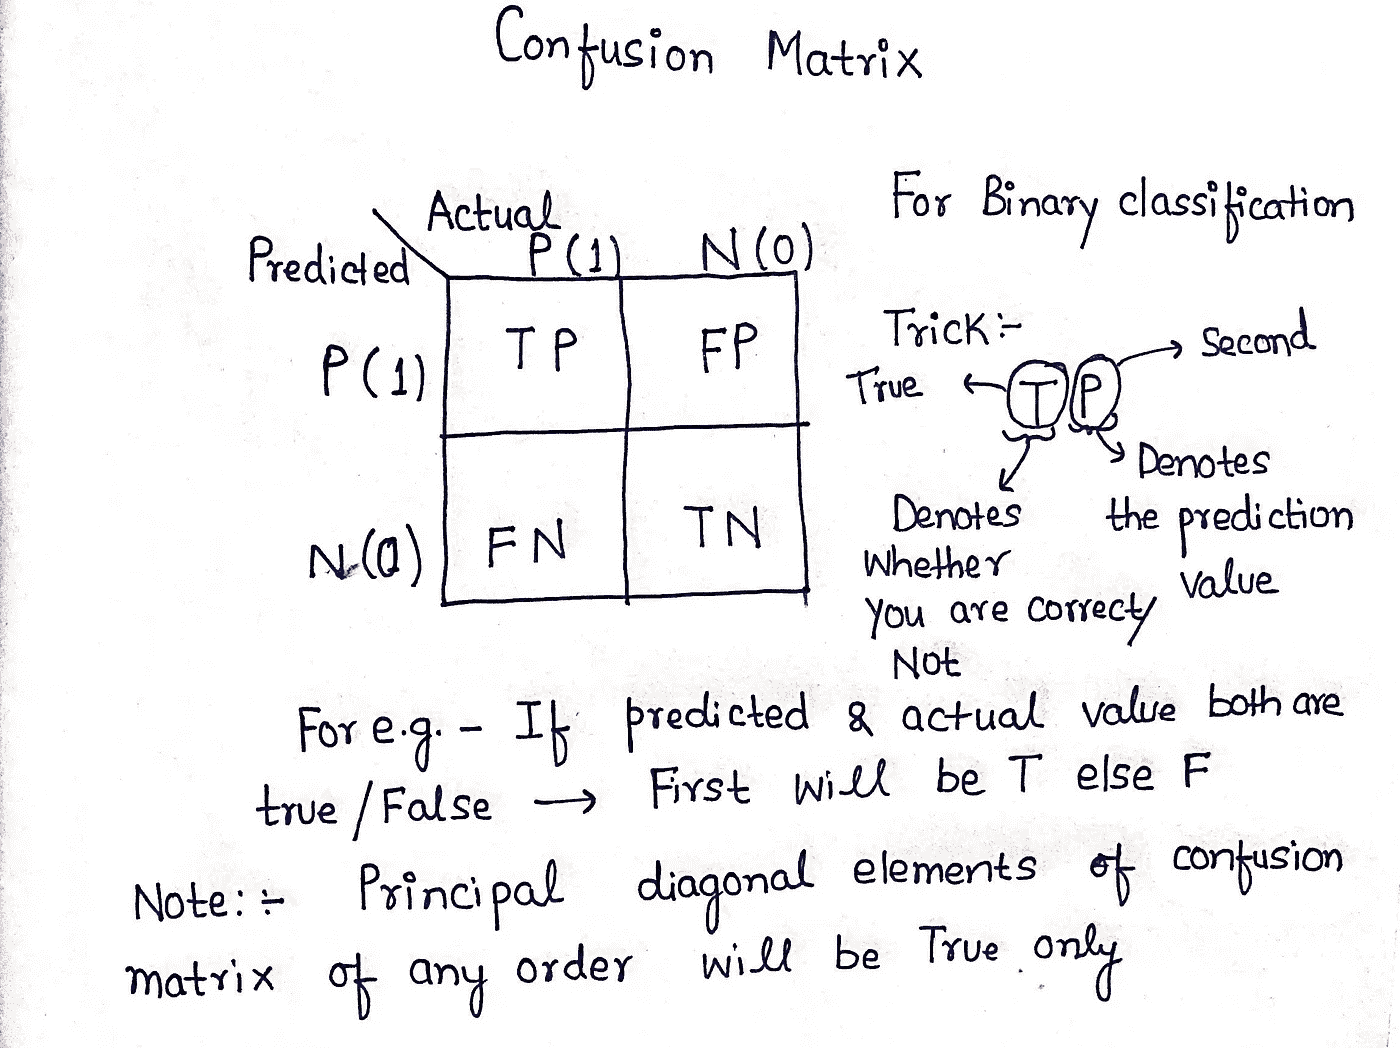 Confusion Matrix
For Binary classification
Actual
Predicted
P(1) N(0)
P(1) TP FP
N(0) FN TN
Trick :-
True ← TP → Second
Denotes
whether
you are correct/
Not
Denotes
the prediction
value
For e.g. - If predicted & actual value both are
true/False → First will be T else F
Note: :- Principal diagonal elements of confusion
matrix of any order will be True only